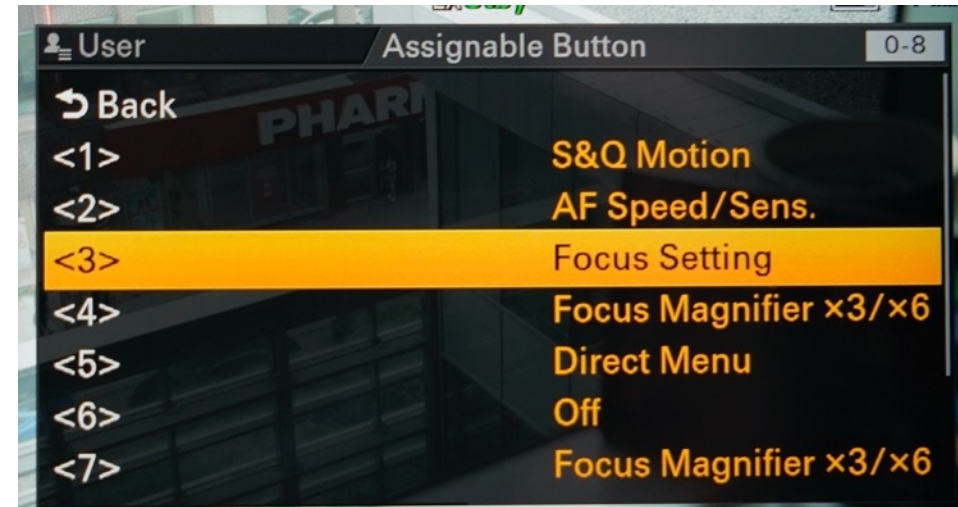 User
Assignable Button
0-8
Back
<1> S&Q Motion
<2> AF Speed/Sens.
<3> Focus Setting
<4> Focus Magnifier ×3/×6
<5> Direct Menu
<6> Off
<7> Focus Magnifier ×3/×6
PHAR